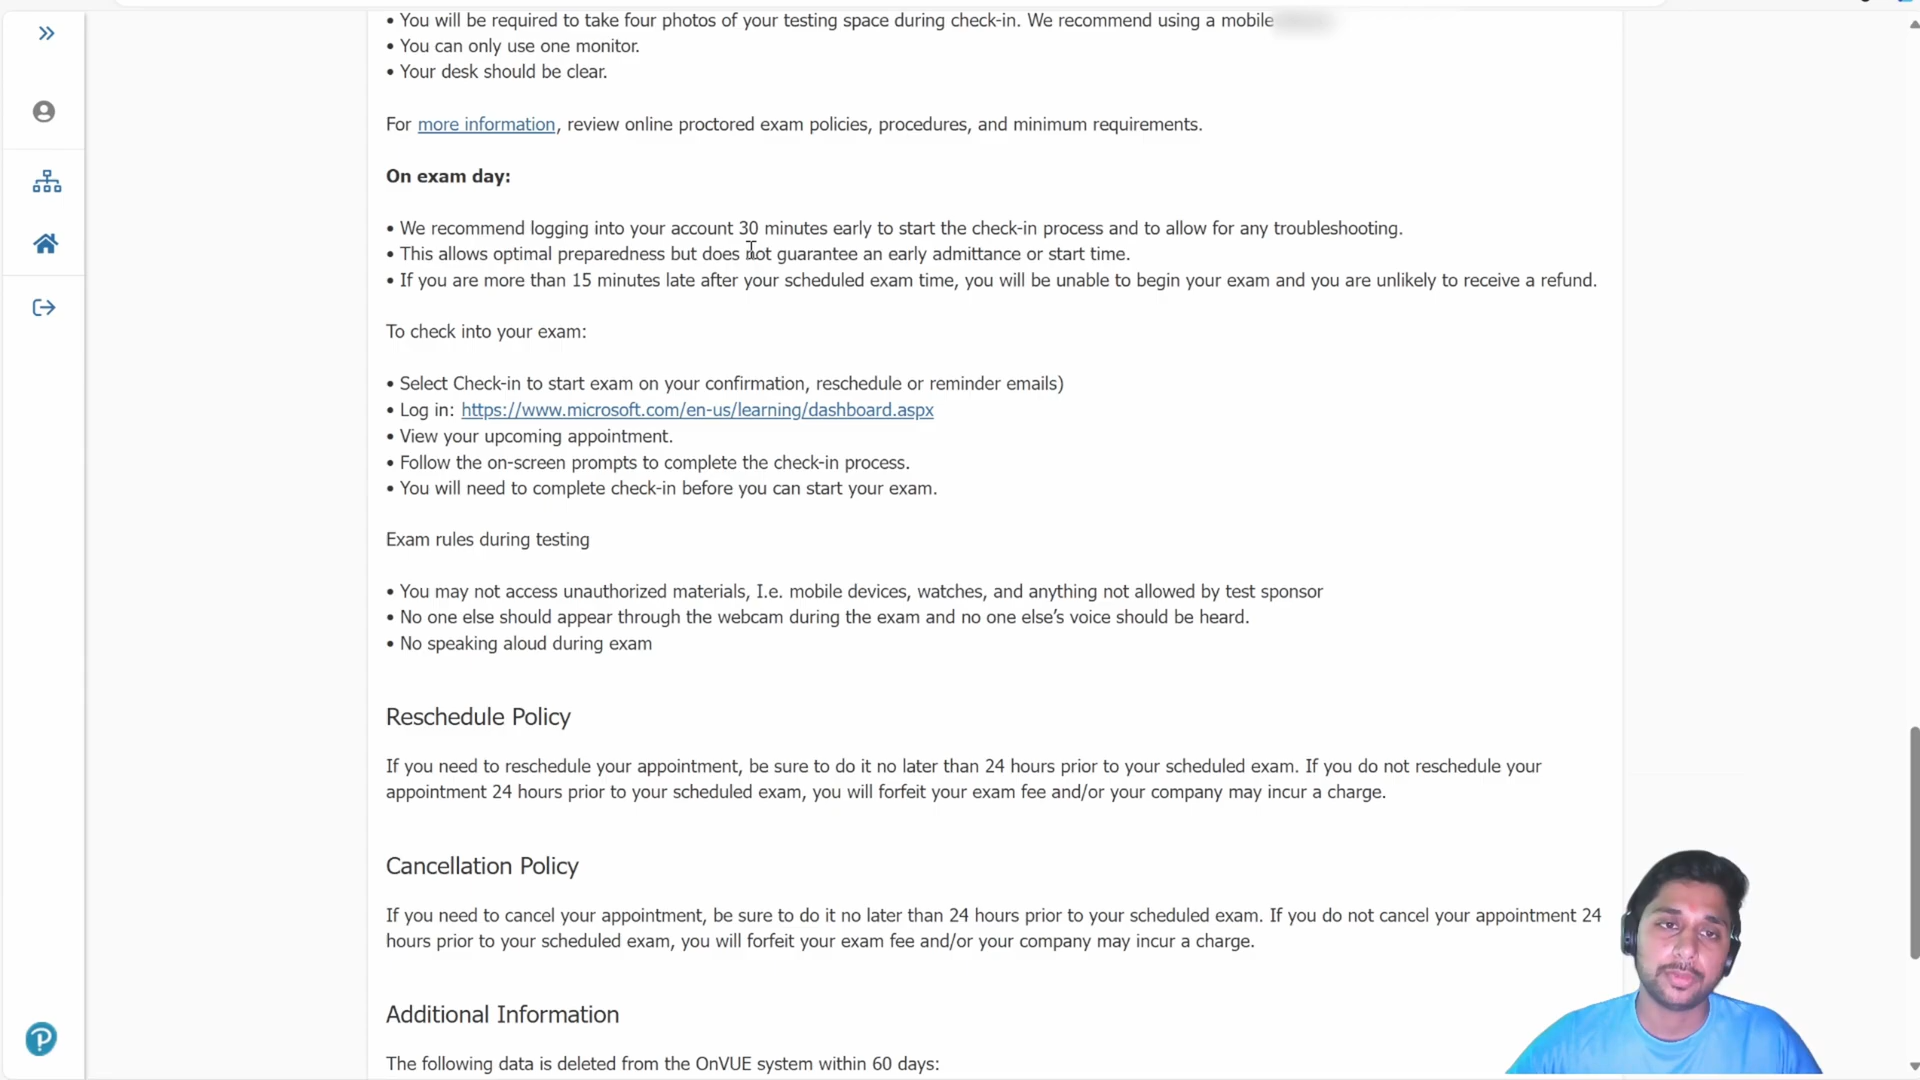 • You will be required to take four photos of your testing space during check-in. We recommend using a mobile
• You can only use one monitor.
• Your desk should be clear.
For more information, review online proctored exam policies, procedures, and minimum requirements.
On exam day:
• We recommend logging into your account 30 minutes early to start the check-in process and to allow for any troubleshooting.
• This allows optimal preparedness but does not guarantee an early admittance or start time.
• If you are more than 15 minutes late after your scheduled exam time, you will be unable to begin your exam and you are unlikely to receive a refund.
To check into your exam:
• Select Check-in to start exam on your confirmation, reschedule or reminder emails)
• Log in: https://www.microsoft.com/en-us/learning/dashboard.aspx
• View your upcoming appointment.
• Follow the on-screen prompts to complete the check-in process.
• You will need to complete check-in before you can start your exam.
Exam rules during testing
• You may not access unauthorized materials, I.e. mobile devices, watches, and anything not allowed by test sponsor
• No one else should appear through the webcam during the exam and no one else’s voice should be heard.
• No speaking aloud during exam
Reschedule Policy
If you need to reschedule your appointment, be sure to do it no later than 24 hours prior to your scheduled exam. If you do not reschedule your
appointment 24 hours prior to your scheduled exam, you will forfeit your exam fee and/or your company may incur a charge.
Cancellation Policy
If you need to cancel your appointment, be sure to do it no later than 24 hours prior to your scheduled exam. If you do not cancel your appointment 24
hours prior to your scheduled exam, you will forfeit your exam fee and/or your company may incur a charge.
Additional Information
P
The following data is deleted from the OnVUE system within 60 days: